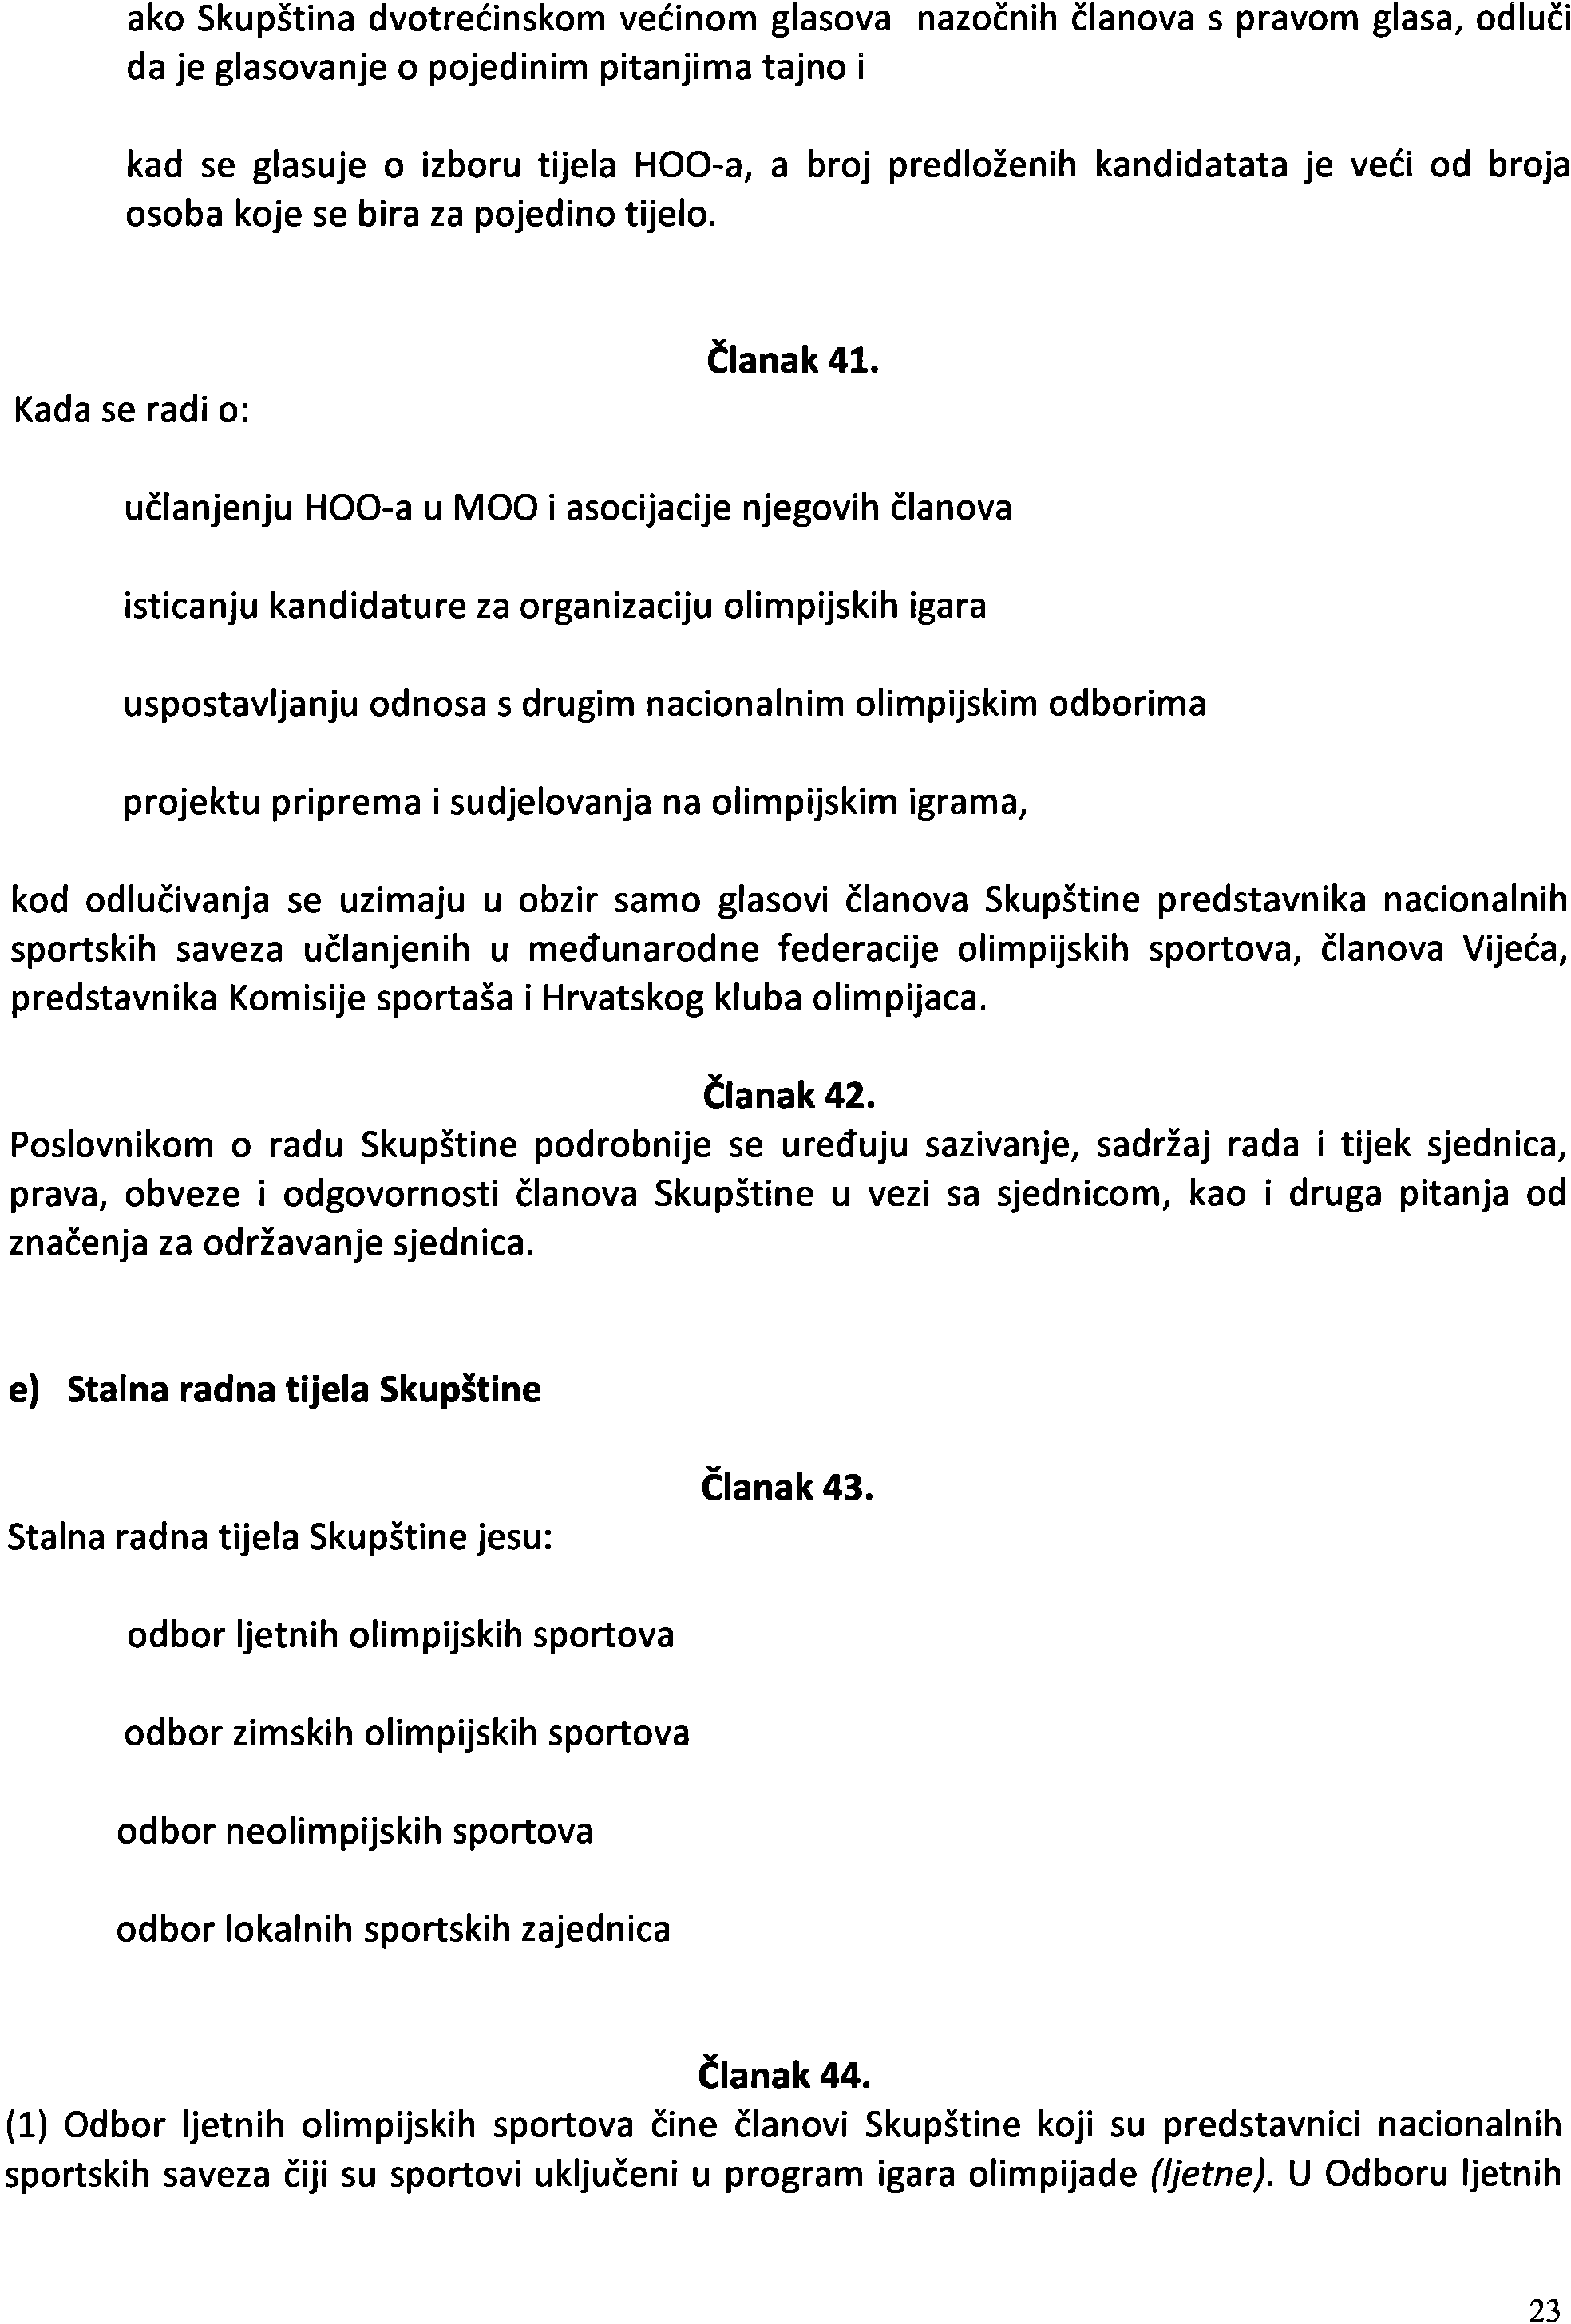 ako Skupština dvotrećinskom većinom glasova nazočnih članova s pravom glasa, odluči
da je glasovanje o pojedinim pitanjima tajno i
kad se glasuje o izboru tijela HOO-a, a broj predloženih kandidatata je veći od broja
osoba koje se bira za pojedino tijelo.
Članak 41.
Kada se radi o:
učlanjenju HOO-a u MOO i asocijacije njegovih članova
isticanju kandidature za organizaciju olimpijskih igara
uspostavljanju odnosa s drugim nacionalnim olimpijskim odborima
projektu priprema i sudjelovanja na olimpijskim igrama,
kod odlučivanja se uzimaju u obzir samo glasovi članova Skupštine predstavnika nacionalnih
sportskih saveza učlanjenih u međunarodne federacije olimpijskih sportova, članova Vijeća,
predstavnika Komisije sportaša i Hrvatskog kluba olimpijaca.
Članak 42.
Poslovnikom o radu Skupštine podrobnije se uređuju sazivanje, sadržaj rada i tijek sjednica,
prava, obveze i odgovornosti članova Skupštine u vezi sa sjednicom, kao i druga pitanja od
značenja za održavanje sjednica.
e) Stalna radna tijela Skupštine
Članak 43.
Stalna radna tijela Skupštine jesu:
odbor ljetnih olimpijskih sportova
odbor zimskih olimpijskih sportova
odbor neolimpijskih sportova
odbor lokalnih sportskih zajednica
Članak 44.
(1) Odbor ljetnih olimpijskih sportova čine članovi Skupštine koji su predstavnici nacionalnih
sportskih saveza čiji su sportovi uključeni u program igara olimpijade (ljetne). U Odboru ljetnih
23